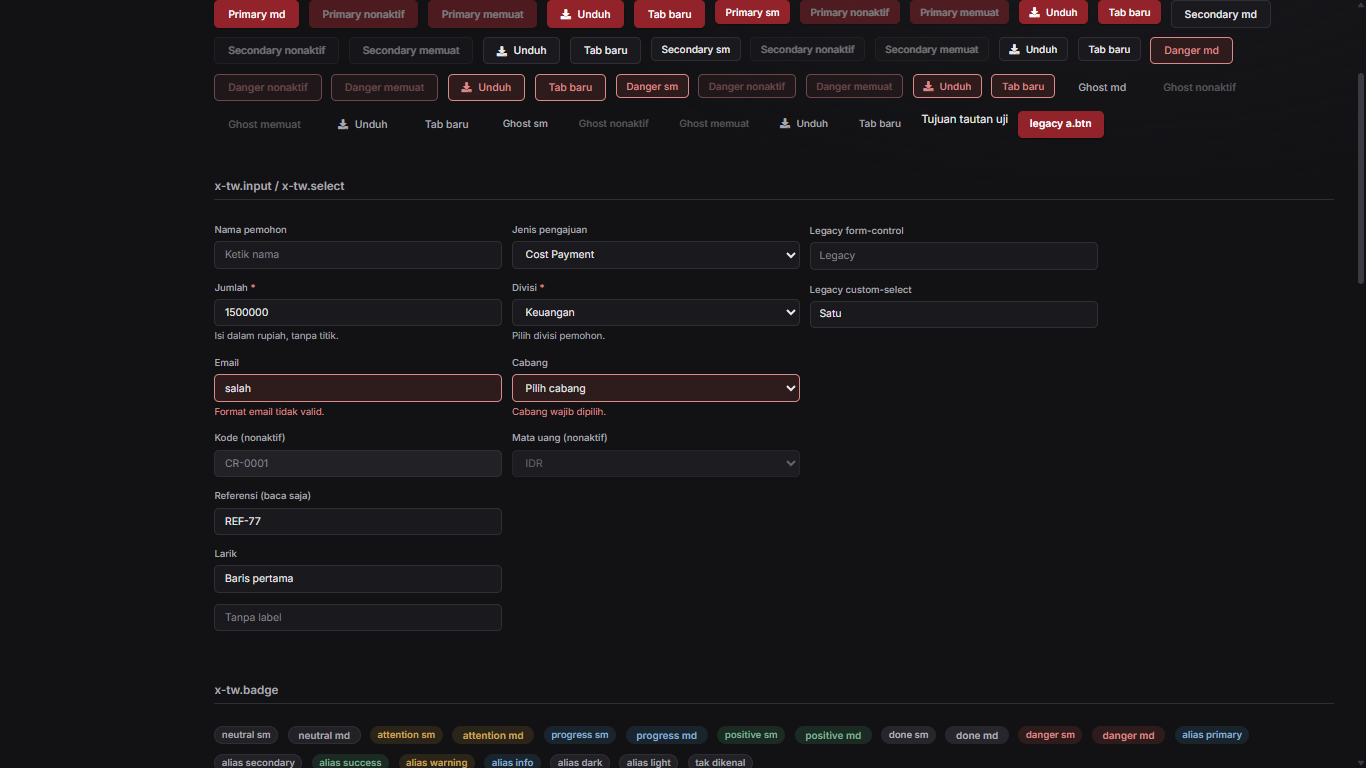 Primary md Primary nonaktif Primary memuat Unduh Tab baru Primary sm Primary nonaktif Primary memuat Unduh Tab baru Secondary md
Secondary nonaktif Secondary memuat Unduh Tab baru Secondary sm Secondary nonaktif Secondary memuat Unduh Tab baru Danger md
Danger nonaktif Danger memuat Unduh Tab baru Danger sm Danger nonaktif Danger memuat Unduh Tab baru Ghost md Ghost nonaktif
Ghost memuat Unduh Tab baru Ghost sm Ghost nonaktif Ghost memuat Unduh Tab baru Tujuan tautan uji legacy a.btn
x-tw.input / x-tw.select
Nama pemohon Jenis pengajuan Legacy form-control
Ketik nama Cost Payment Legacy
Jumlah * Divisi * Legacy custom-select
1500000 Keuangan Satu
Isi dalam rupiah, tanpa titik. Pilih divisi pemohon.
Email Cabang
salah Pilih cabang
Format email tidak valid. Cabang wajib dipilih.
Kode (nonaktif) Mata uang (nonaktif)
CR-0001 IDR
Referensi (baca saja)
REF-77
Larik
Baris pertama
Tanpa label
x-tw.badge
neutral sm neutral md attention sm attention md progress sm progress md positive sm positive md done sm done md danger sm danger md alias primary
alias secondary alias success alias warning alias info alias dark alias light tak dikenal